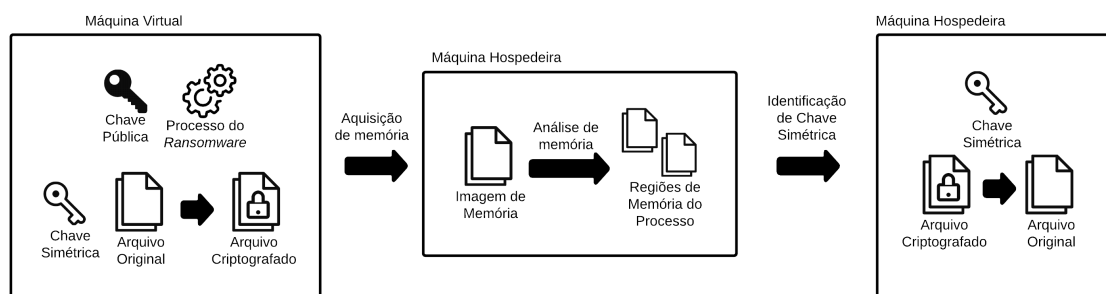 Máquina Virtual
Chave
Pública
Processo do
Ransomware
Chave
Simétrica
Arquivo
Original
Arquivo
Criptografado
Aquisição
de memória
Máquina Hospedeira
Imagem de
Memória
Análise de
memória
Regiões de
Memória do
Processo
Identificação
de Chave
Simétrica
Máquina Hospedeira
Chave
Simétrica
Arquivo
Criptografado
Arquivo
Original